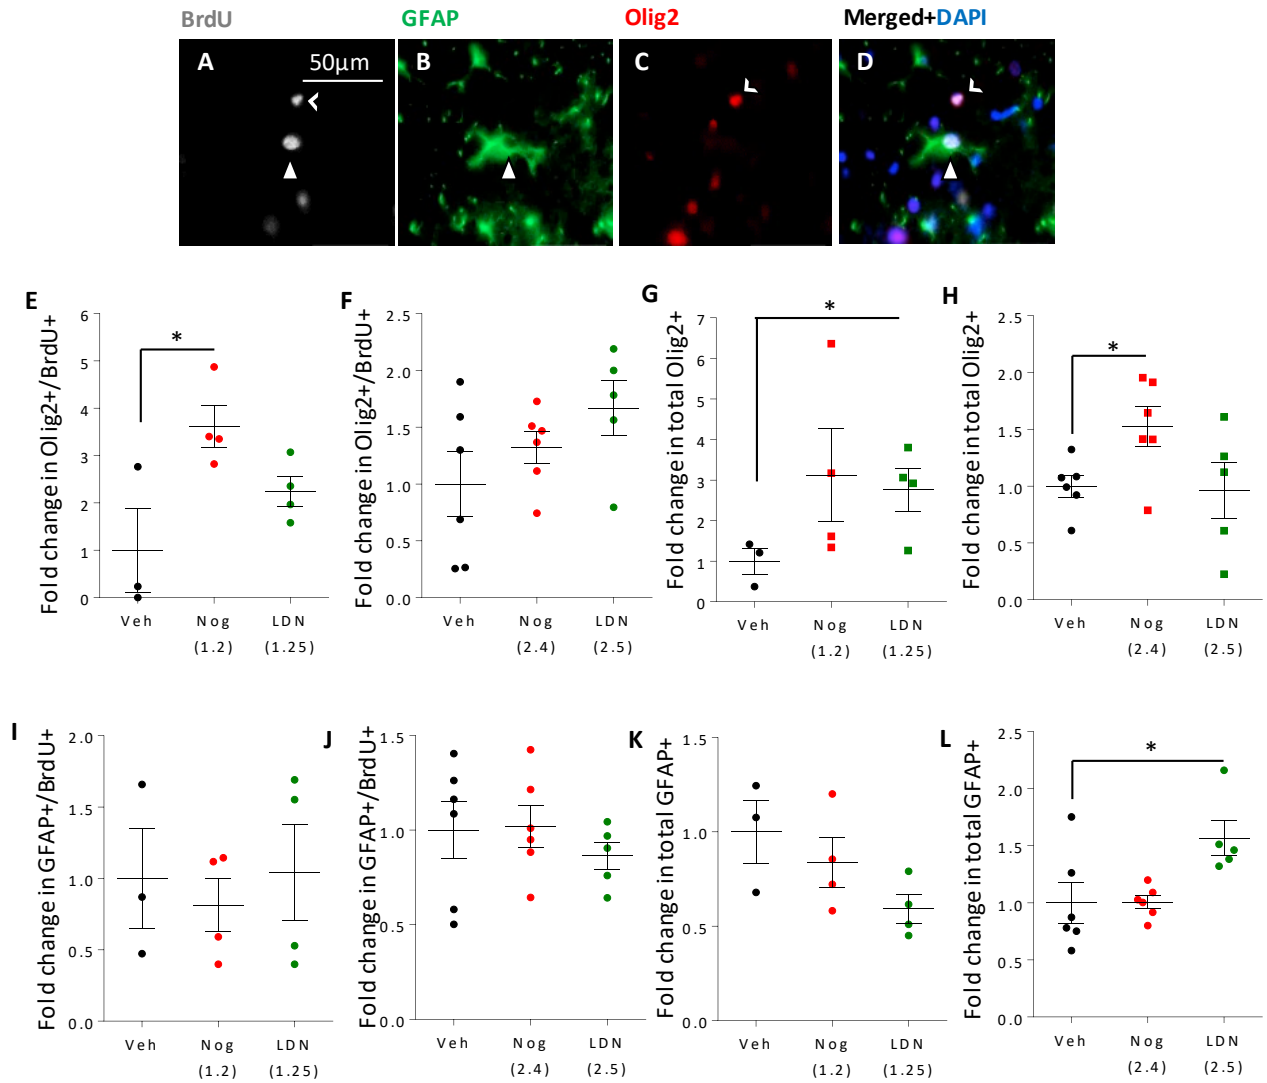 BrdU GFAP Olig2 Merged+DAPI
A 50µm B C D
E
Fold change in Olig2+/BrdU+
6
5
4
3
2
1
0
Veh Nog LDN
(1.2) (1.25)
F
Fold change in Olig2+/BrdU+
2.5
2.0
1.5
1.0
0.5
0.0
Veh Nog LDN
(2.4) (2.5)
G
Fold change in total Olig2+
7
6
5
4
3
2
1
0
Veh Nog LDN
(1.2) (1.25)
H
Fold change in total Olig2+
2.5
2.0
1.5
1.0
0.5
0.0
Veh Nog LDN
(2.4) (2.5)
I
Fold change in GFAP+/BrdU+
2.0
1.5
1.0
0.5
0.0
Veh Nog LDN
(1.2) (1.25)
J
Fold change in GFAP+/BrdU+
1.5
1.0
0.5
0.0
Veh Nog LDN
(2.4) (2.5)
K
Fold change in total GFAP+
1.5
1.0
0.5
0.0
Veh Nog LDN
(1.2) (1.25)
L
Fold change in total GFAP+
2.5
2.0
1.5
1.0
0.5
0.0
Veh Nog LDN
(2.4) (2.5)
*
*
*
*